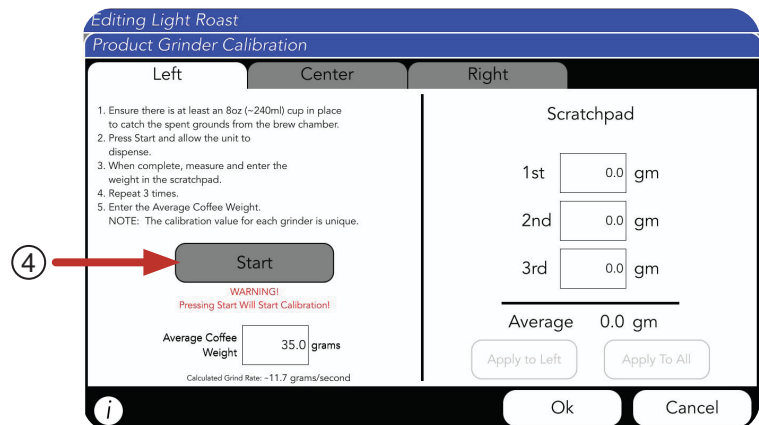 Editing Light Roast
Product Grinder Calibration
Left
Center
Right
1. Ensure there is at least an 8oz (~240ml) cup in place
to catch the spent grounds from the brew chamber.
2. Press Start and allow the unit to
dispense.
3. When complete, measure and enter the
weight in the scratchpad.
4. Repeat 3 times.
5. Enter the Average Coffee Weight.
NOTE: The calibration value for each grinder is unique.
4
Start
WARNING!
Pressing Start Will Start Calibration!
Average Coffee
Weight
35.0 grams
Calculated Grind Rate: ~11.7 grams/second
Scratchpad
1st 0.0 gm
2nd 0.0 gm
3rd 0.0 gm
Average 0.0 gm
Apply to Left
Apply To All
i
Ok
Cancel